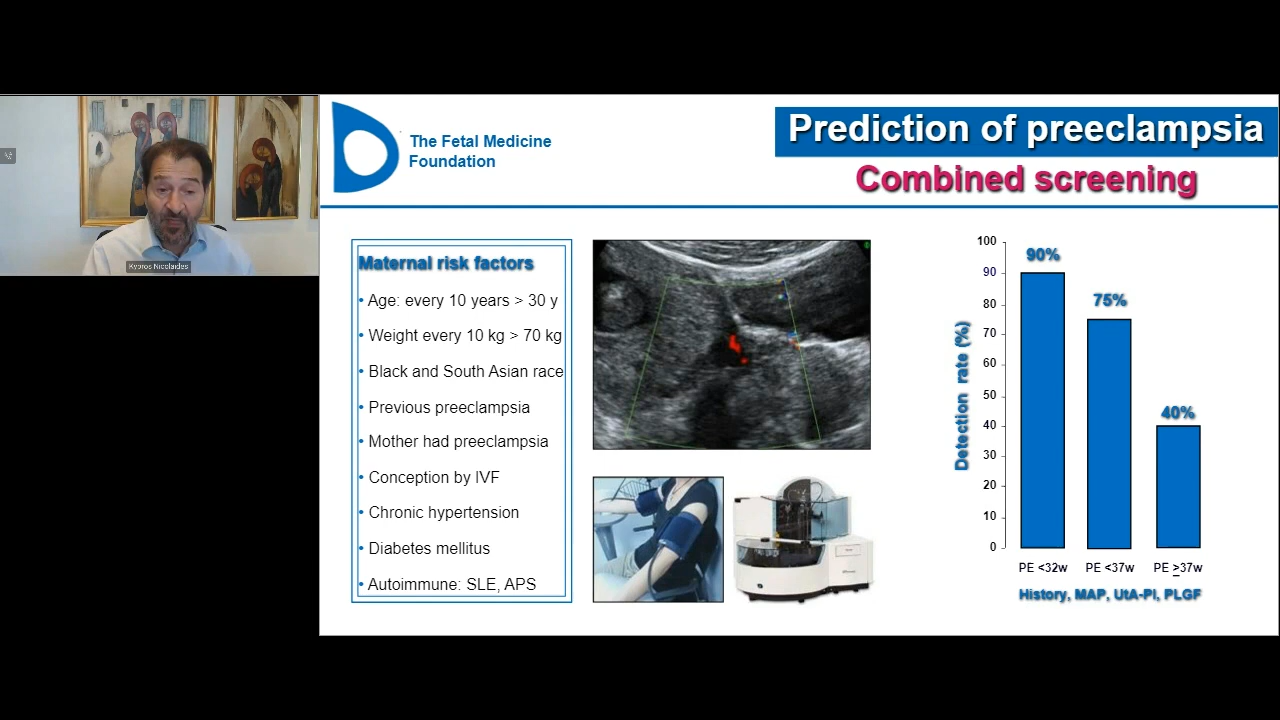 Kypros Nicolaides
The Fetal Medicine
Foundation
Prediction of preeclampsia
Combined screening
Maternal risk factors
• Age: every 10 years > 30 y
• Weight every 10 kg > 70 kg
• Black and South Asian race
• Previous preeclampsia
• Mother had preeclampsia
• Conception by IVF
• Chronic hypertension
• Diabetes mellitus
• Autoimmune: SLE, APS
Detection rate (%)
100
90
80
70
60
50
40
30
20
10
0
90%
75%
40%
PE <32w
PE <37w
PE ≥37w
History, MAP, UtA-PI, PLGF